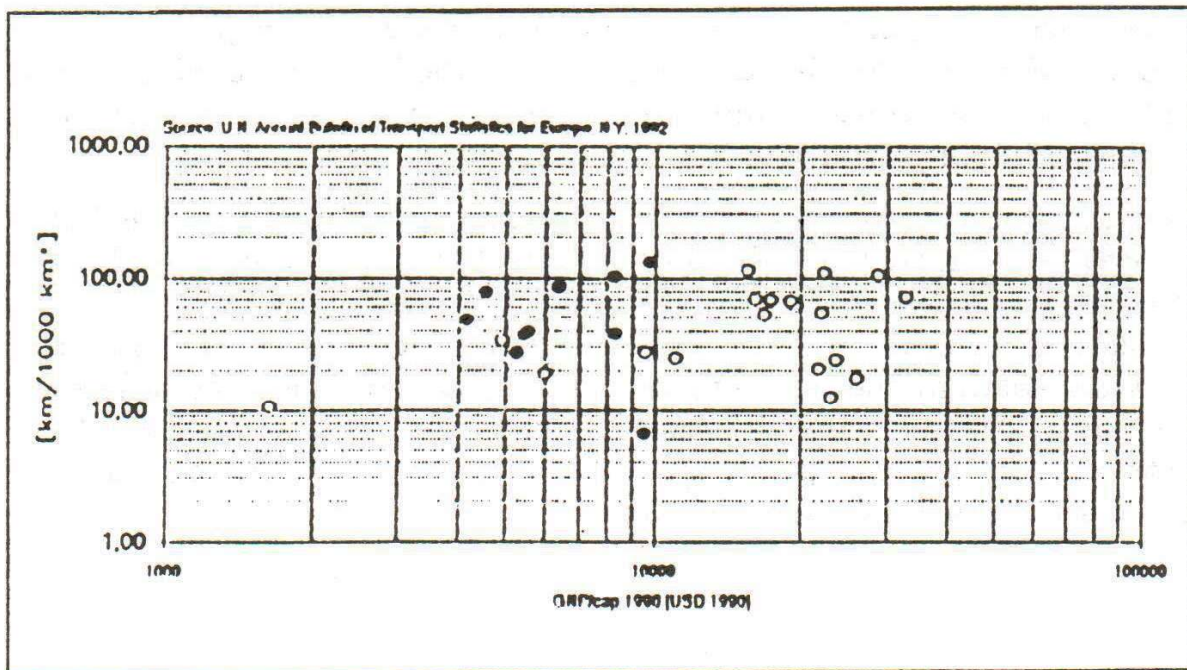 Source U.N. Annual Bulletin of Transport Statistics for Europe N.Y. 1992
1000,00
100,00
10,00
1,00
[km/1000 km²]
1000 10000 100000
GNP/cap 1990 [USD 1990]